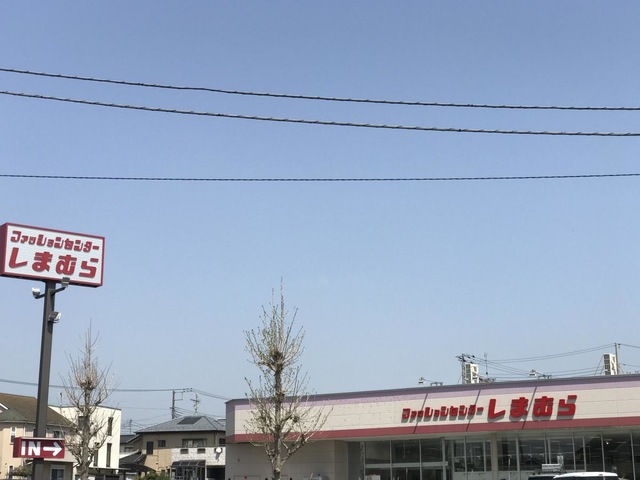 ファッションセンター
しまむら
IN→
ファッションセンターしまむら